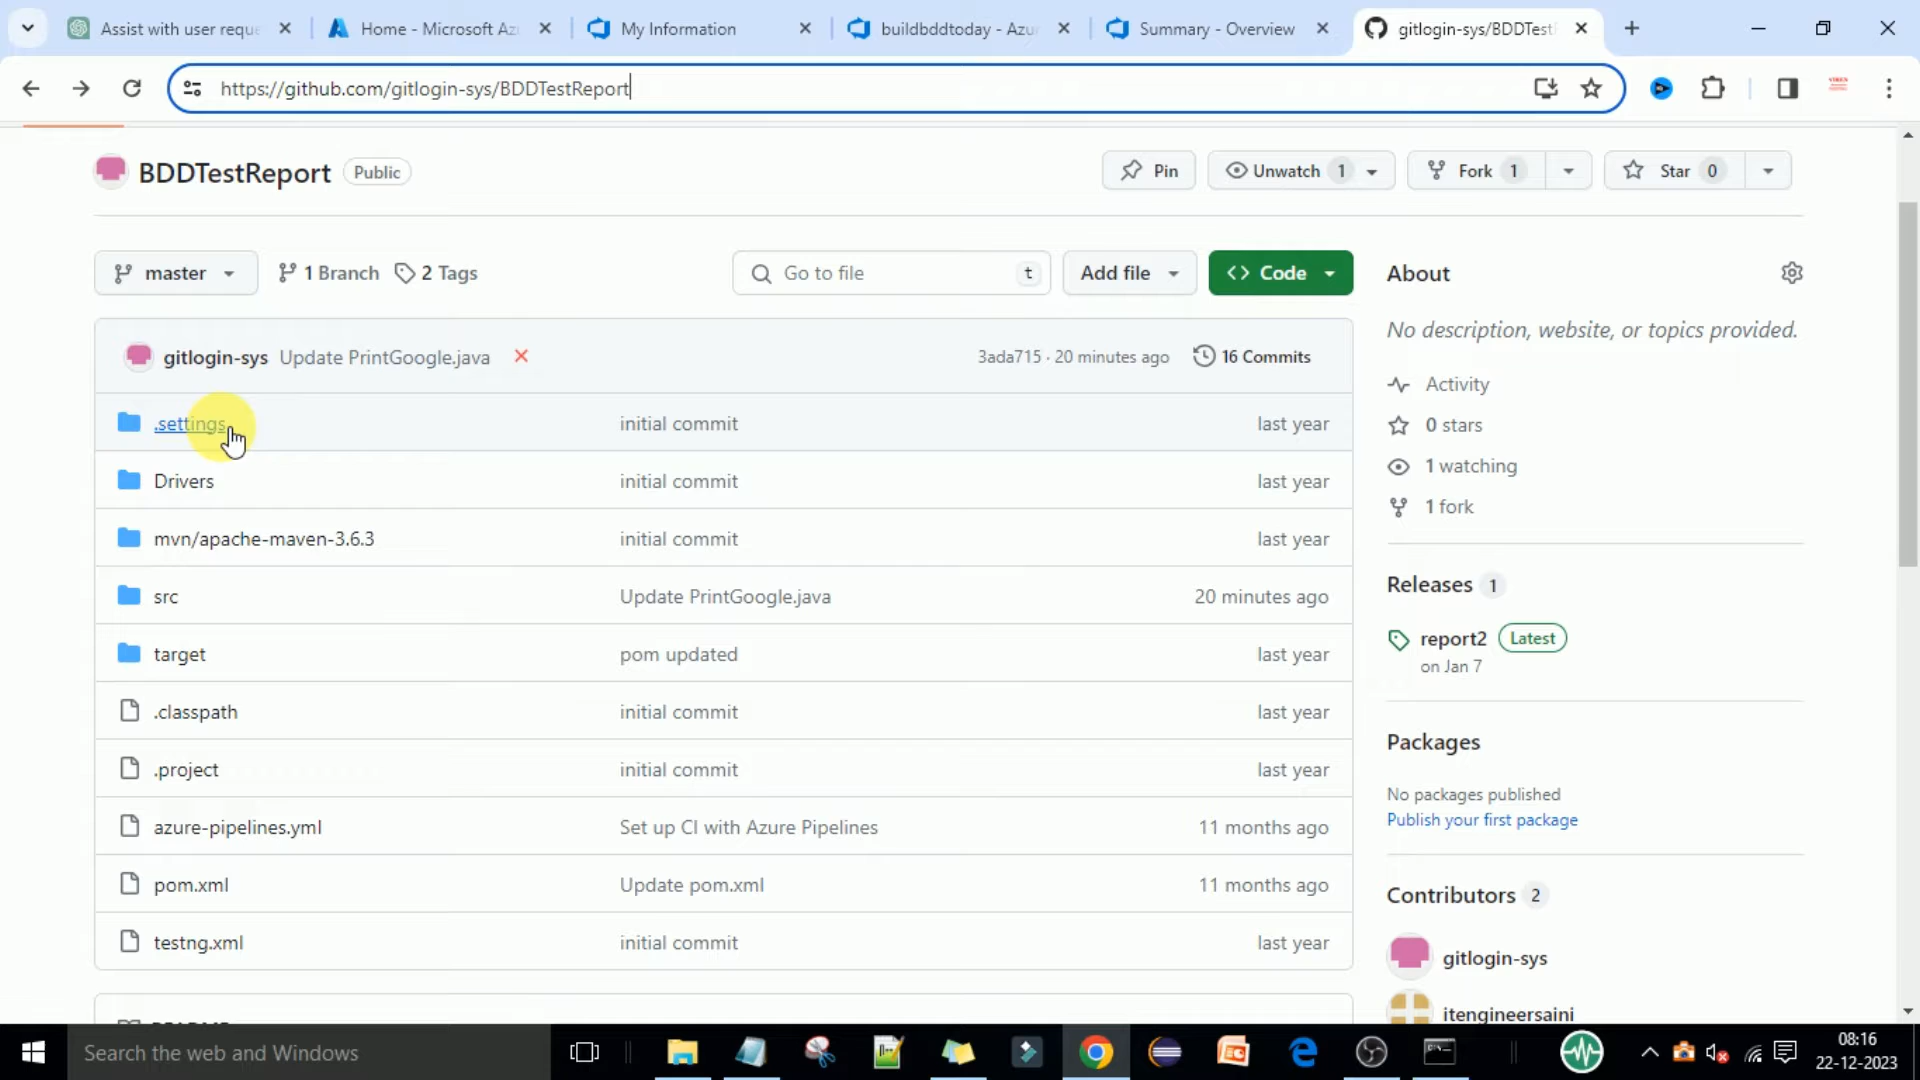 Assist with user reque
Home - Microsoft Az
My Information
buildbddtoday - Azu
Summary - Overview
gitlogin-sys/BDDTest
https://github.com/gitlogin-sys/BDDTestReport
BDDTestReport Public
Pin
Unwatch 1
Fork 1
Star 0
master
1 Branch
2 Tags
Go to file t
Add file
<> Code
gitlogin-sys Update PrintGoogle.java
3ada715 · 20 minutes ago
16 Commits
.settings initial commit last year
Drivers initial commit last year
mvn/apache-maven-3.6.3 initial commit last year
src Update PrintGoogle.java 20 minutes ago
target pom updated last year
.classpath initial commit last year
.project initial commit last year
azure-pipelines.yml Set up CI with Azure Pipelines 11 months ago
pom.xml Update pom.xml 11 months ago
testng.xml initial commit last year
About
No description, website, or topics provided.
Activity
0 stars
1 watching
1 fork
Releases 1
report2 Latest
on Jan 7
Packages
No packages published
Publish your first package
Contributors 2
gitlogin-sys
itengineersaini
Search the web and Windows
08:16
22-12-2023